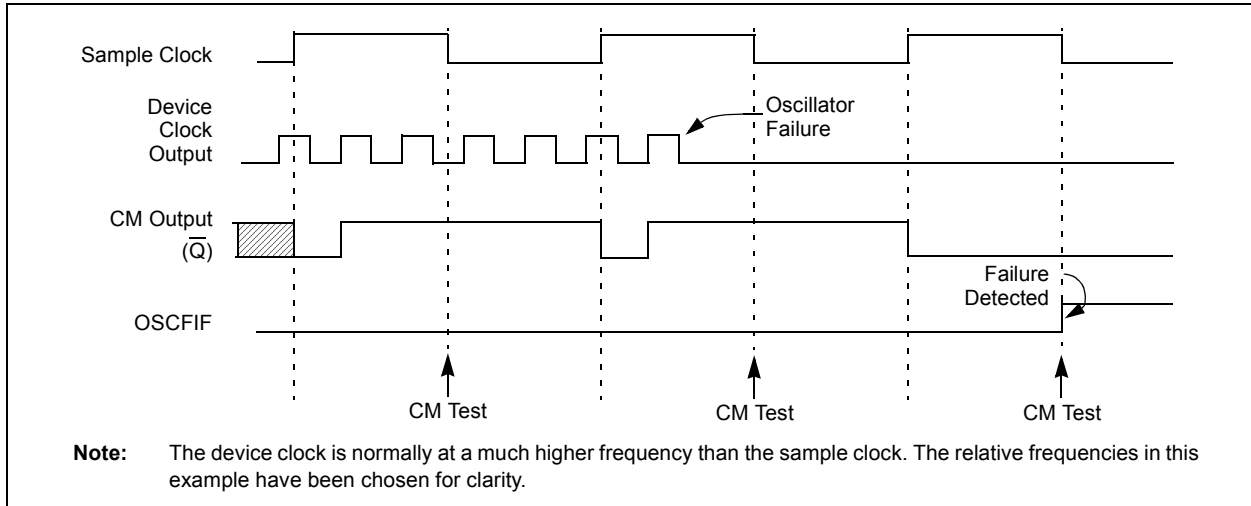 Sample Clock
Device
Clock
Output
Oscillator
Failure
CM Output
(Q̅)
Failure
Detected
OSCFIF
CM Test
CM Test
CM Test
Note: The device clock is normally at a much higher frequency than the sample clock. The relative frequencies in this
example have been chosen for clarity.